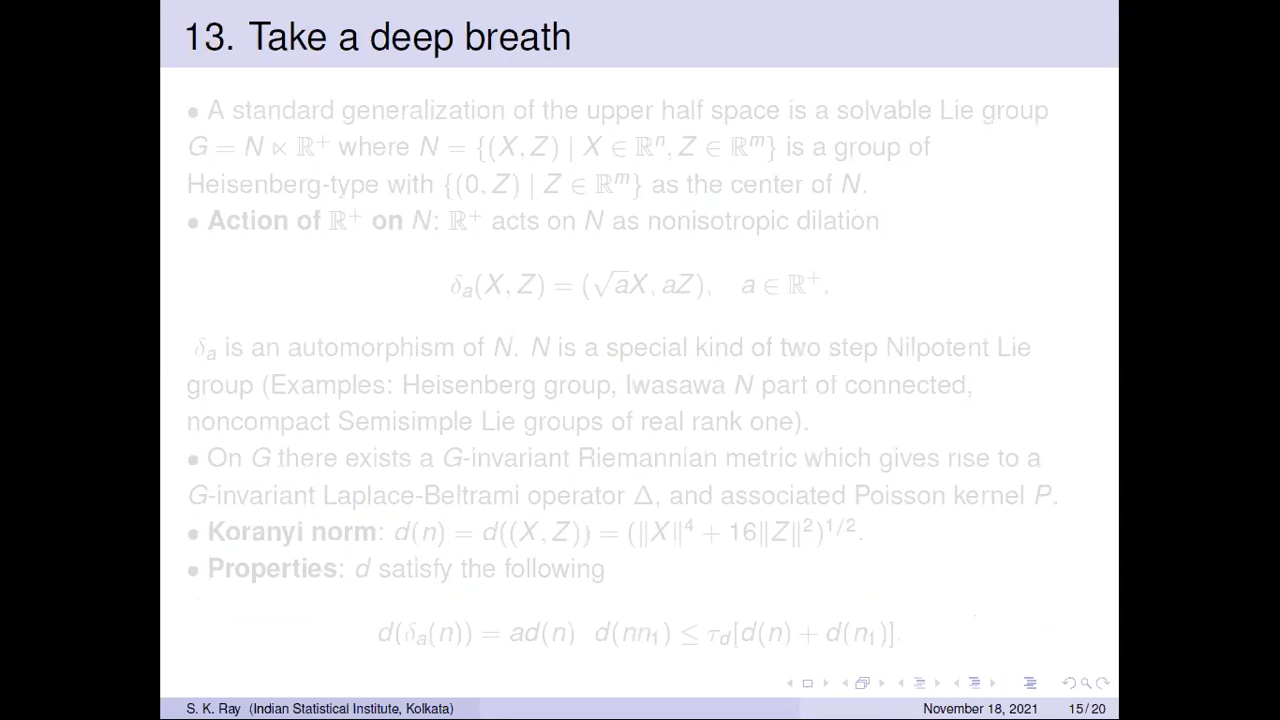 13. Take a deep breath
• A standard generalization of the upper half space is a solvable Lie group
G = N ⋉ ℝ⁺ where N = {(X, Z) | X ∈ ℝⁿ, Z ∈ ℝᵐ} is a group of
Heisenberg-type with {(0, Z) | Z ∈ ℝᵐ} as the center of N.
• Action of ℝ⁺ on N: ℝ⁺ acts on N as nonisotropic dilation
δₐ(X, Z) = (√aX, aZ), a ∈ ℝ⁺.
δₐ is an automorphism of N. N is a special kind of two step Nilpotent Lie
group (Examples: Heisenberg group, Iwasawa N part of connected,
noncompact Semisimple Lie groups of real rank one).
• On G there exists a G-invariant Riemannian metric which gives rise to a
G-invariant Laplace-Beltrami operator Δ, and associated Poisson kernel P.
• Koranyi norm: d(n) = d((X, Z)) = (‖X‖⁴ + 16‖Z‖²)^{1/2}.
• Properties: d satisfy the following
d(δₐ(n)) = ad(n) d(nn₁) ≤ τ_d[d(n) + d(n₁)].
S. K. Ray (Indian Statistical Institute, Kolkata) November 18, 2021 15 / 20